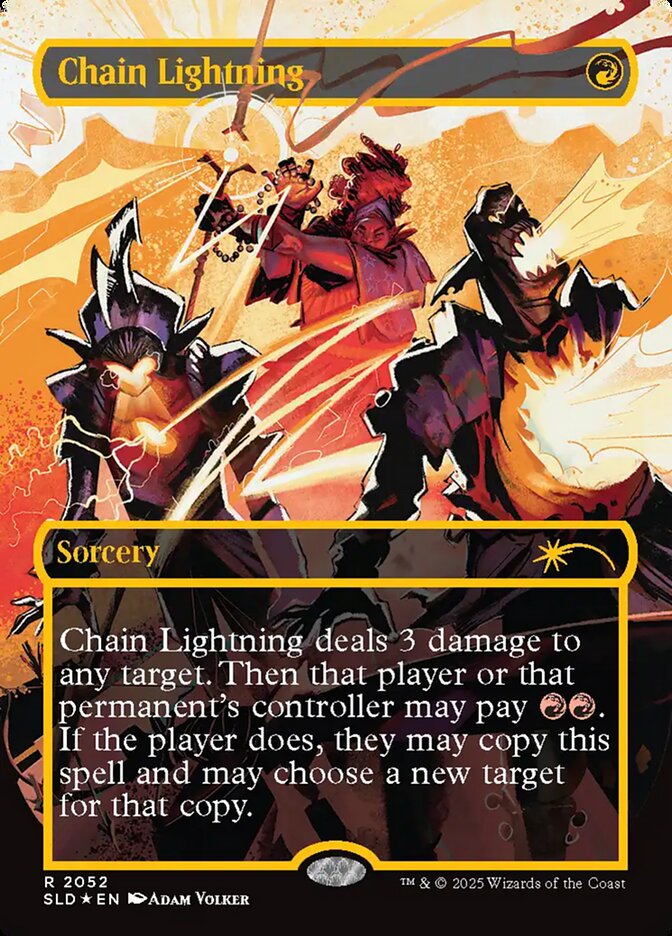 Chain Lightning
Sorcery
Chain Lightning deals 3 damage to
any target. Then that player or that
permanent's controller may pay .
If the player does, they may copy this
spell and may choose a new target
for that copy.
R 2052
SLD ★ EN Adam Volker
™ & © 2025 Wizards of the Coast